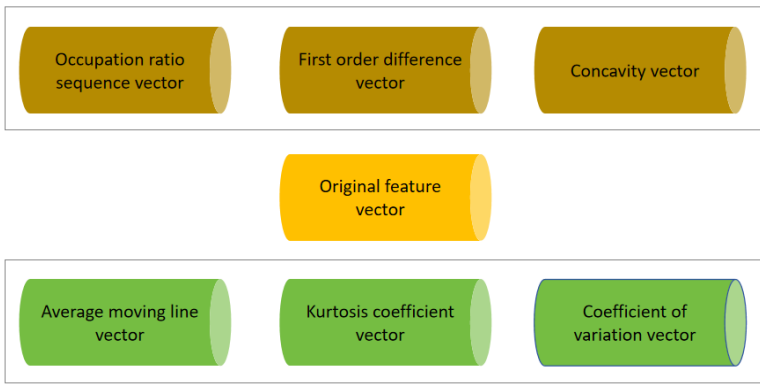 Occupation ratio
sequence vector
First order difference
vector
Concavity vector
Original feature
vector
Average moving line
vector
Kurtosis coefficient
vector
Coefficient of
variation vector